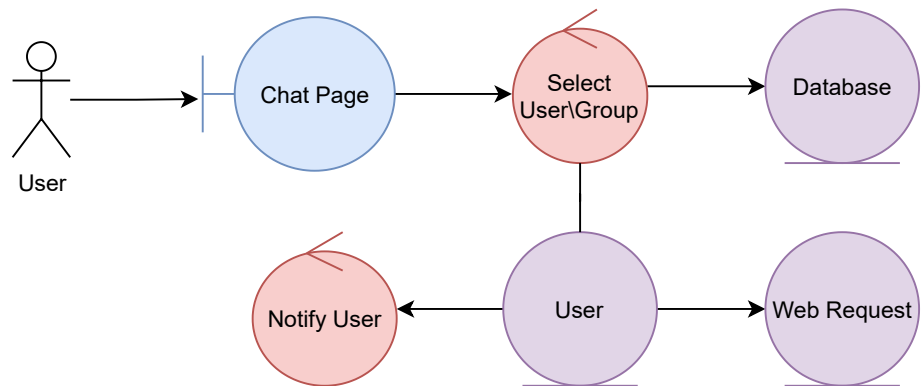 Chat Page
Select
User\Group
Database
User
Notify User
User
Web Request